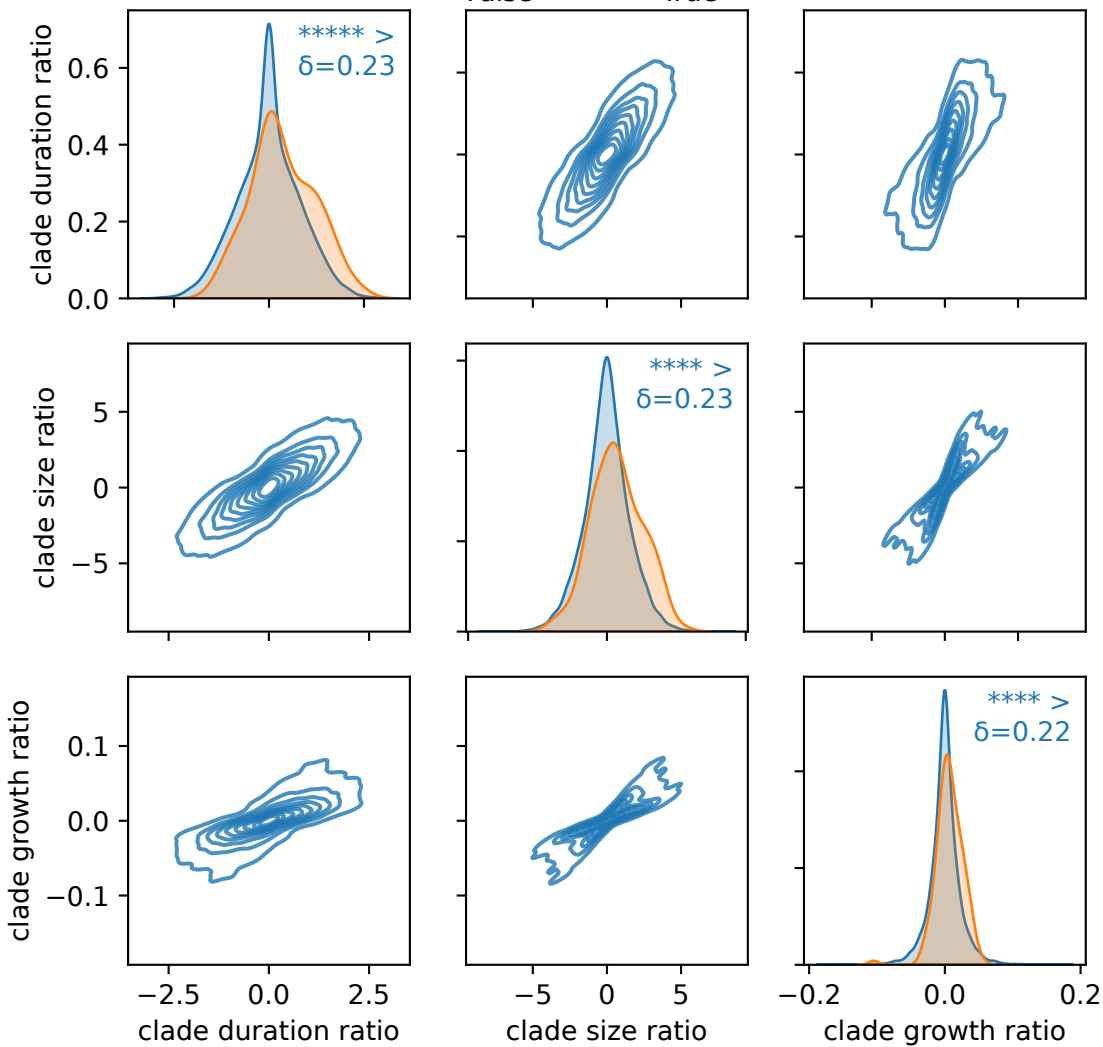 ***** >
δ=0.23
clade duration ratio
0.6
0.4
0.2
0.0
**** >
δ=0.23
clade size ratio
5
0
−5
**** >
δ=0.22
clade growth ratio
0.1
0.0
−0.1
−2.5 0.0 2.5
−5 0 5
−0.2 0.0 0.2
clade duration ratio
clade size ratio
clade growth ratio